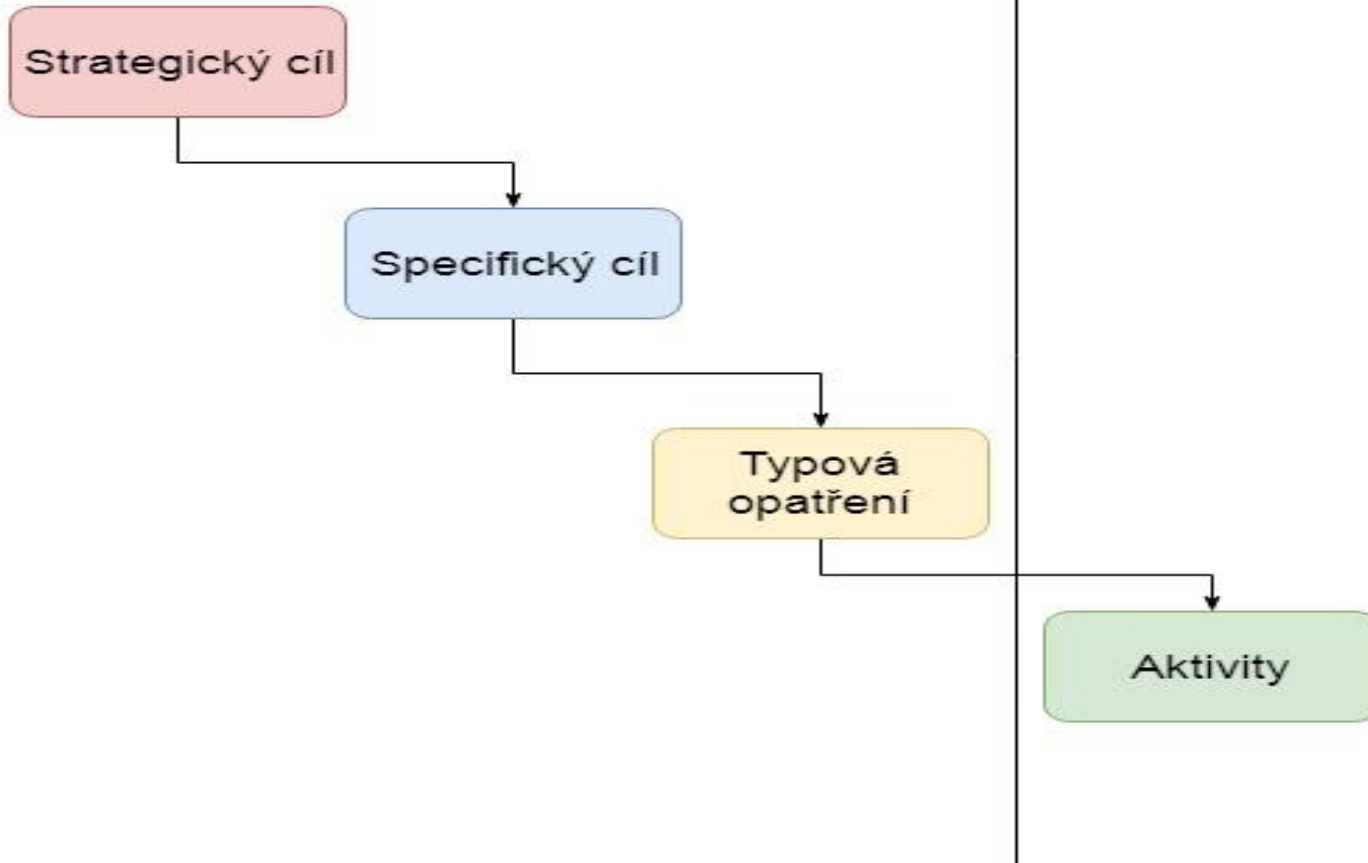 Strategický cíl
Specifický cíl
Typová
opatření
Aktivity